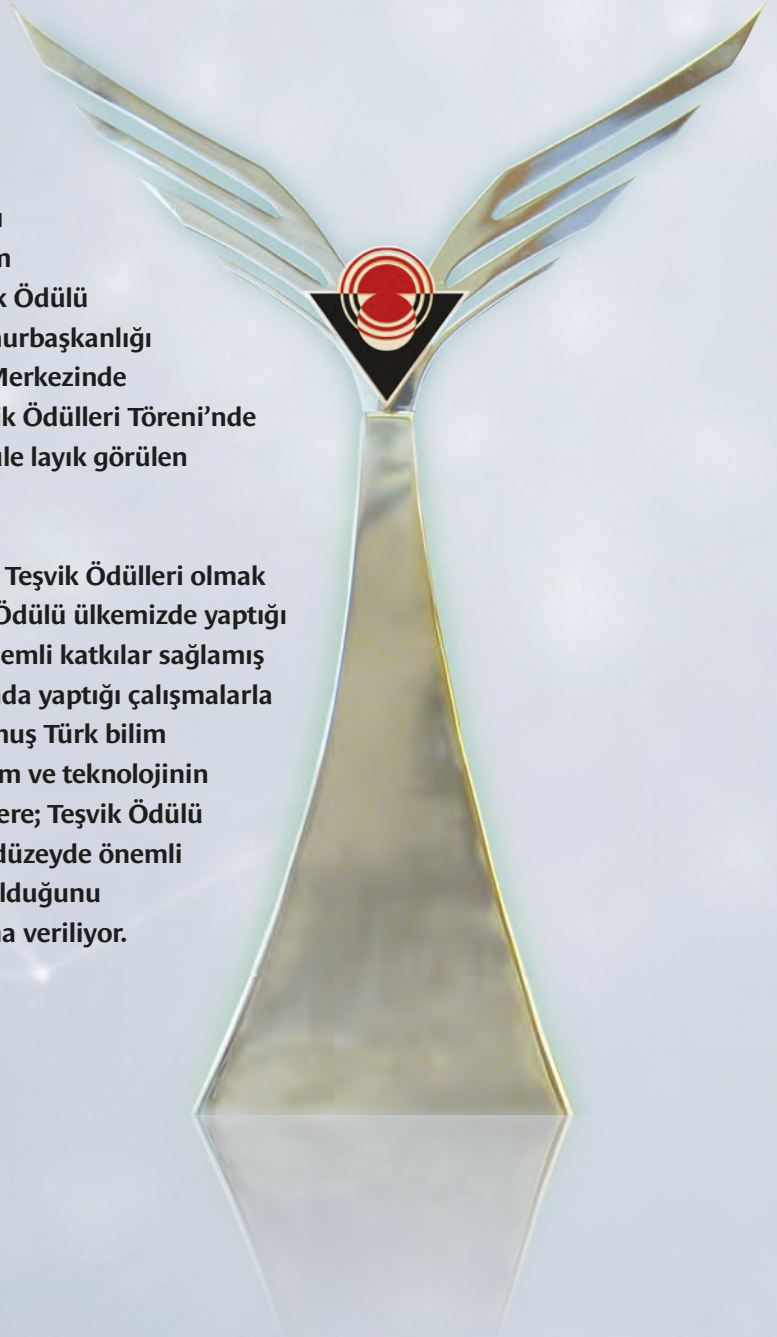 k Ödülü
urbaşkanlığı
Merkezinde
k Ödülleri Töreni’nde
le layık görülen
Teşvik Ödülleri olmak
Ödülü ülkemizde yaptığı
emli katkılar sağlamış
da yaptığı çalışmalarla
uş Türk bilim
m ve teknolojinin
ere; Teşvik Ödülü
düzeyde önemli
lduğunu
a veriliyor.